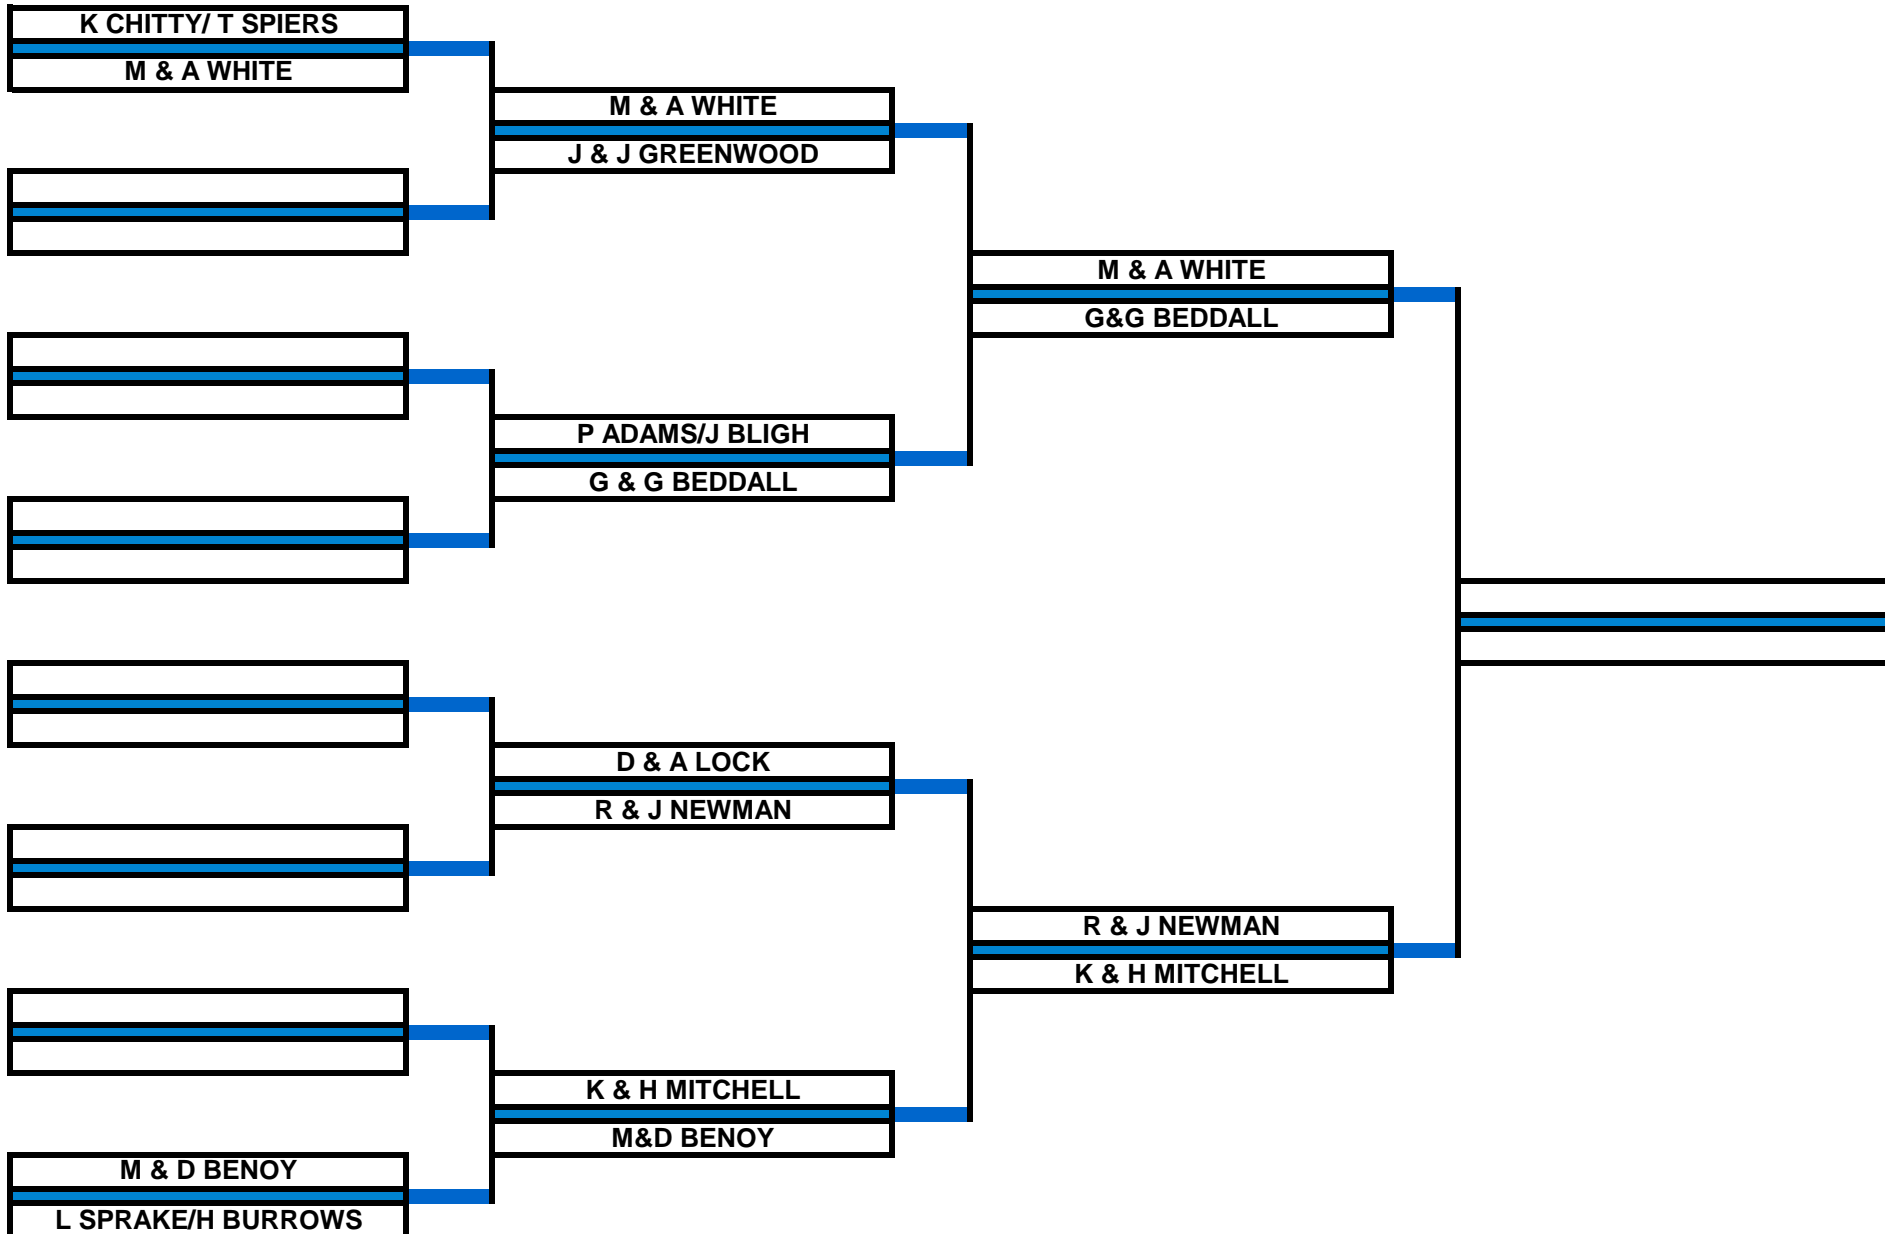 K CHITTY/ T SPIERS
M & A WHITE
M & A WHITE
J & J GREENWOOD
M & A WHITE
G&G BEDDALL
P ADAMS/J BLIGH
G & G BEDDALL
D & A LOCK
R & J NEWMAN
R & J NEWMAN
K & H MITCHELL
K & H MITCHELL
M&D BENOY
M & D BENOY
L SPRAKE/H BURROWS